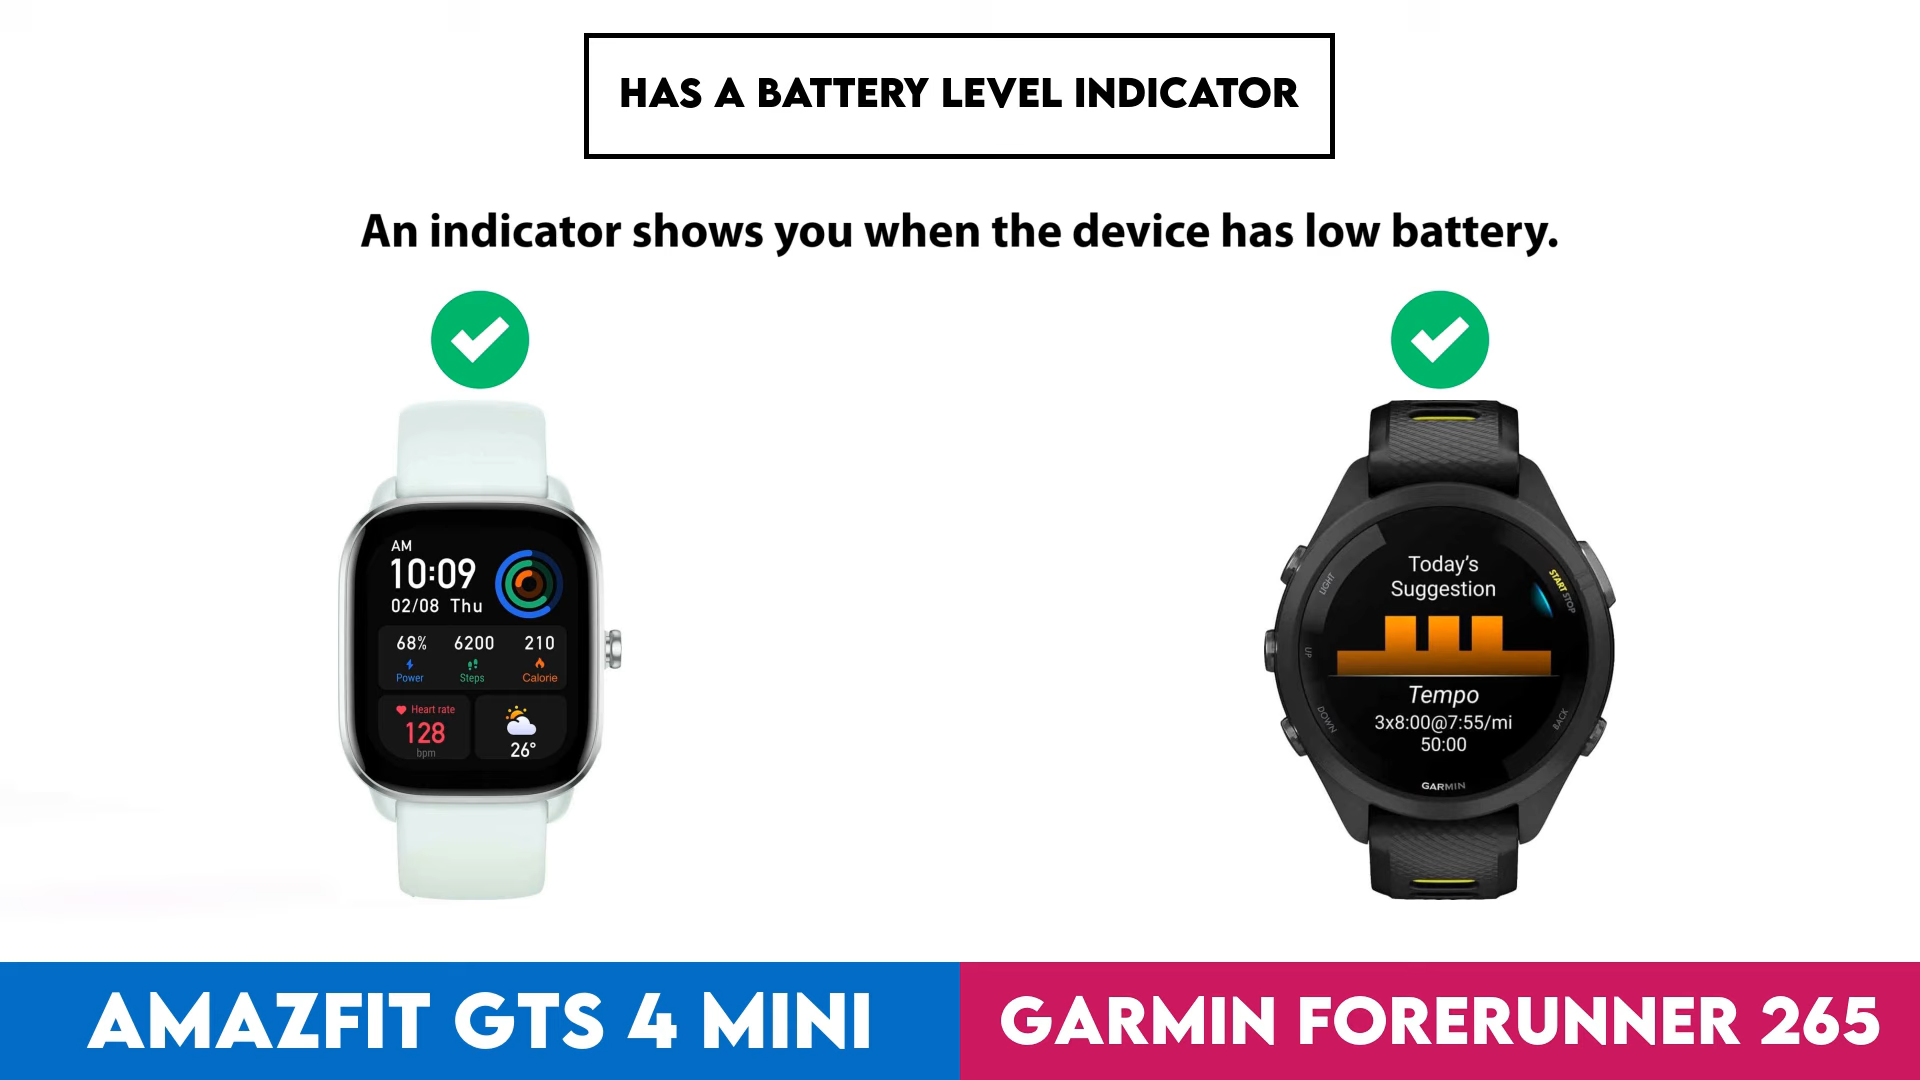 HAS A BATTERY LEVEL INDICATOR
An indicator shows you when the device has low battery.
AM
10:09
02/08 Thu
68% 6200 210
Power Steps Calorie
Heart rate
128
bpm
26°
LIGHT
UP
DOWN
START STOP
BACK
Today's
Suggestion
Tempo
3x8:00@7:55/mi
50:00
GARMIN
AMAZFIT GTS 4 MINI
GARMIN FORERUNNER 265